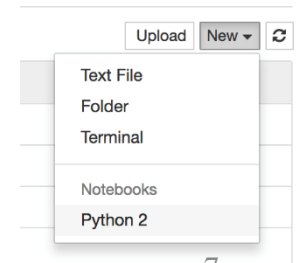 Upload New
Text File
Folder
Terminal
Notebooks
Python 2